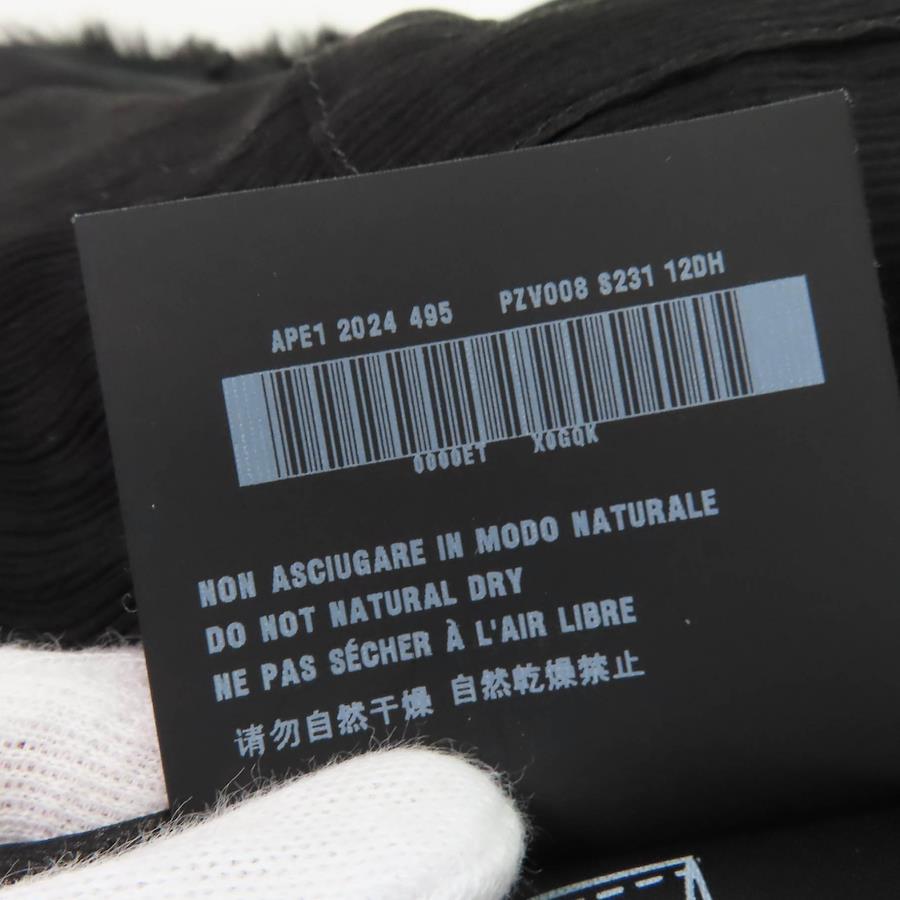 APE1 2024 495 PZV008 S231 12DH
0000ET X0GQK
NON ASCIUGARE IN MODO NATURALE
DO NOT NATURAL DRY
NE PAS SÉCHER À L'AIR LIBRE
请勿自然干燥 自然乾燥禁止